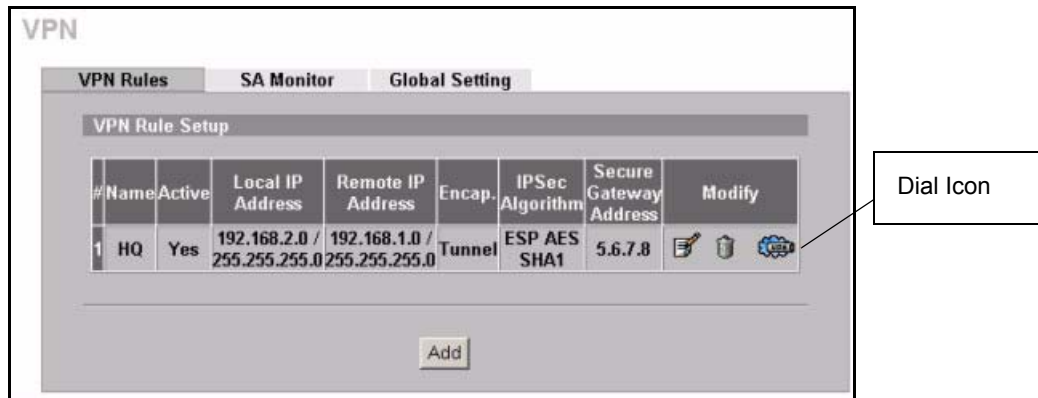 VPN
VPN Rules SA Monitor Global Setting
VPN Rule Setup
# Name Active Local IP Address Remote IP Address Encap. IPSec Algorithm Secure Gateway Address Modify
1 HQ Yes 192.168.2.0 / 255.255.255.0 192.168.1.0 / 255.255.255.0 Tunnel ESP AES SHA1 5.6.7.8
Dial Icon
Add